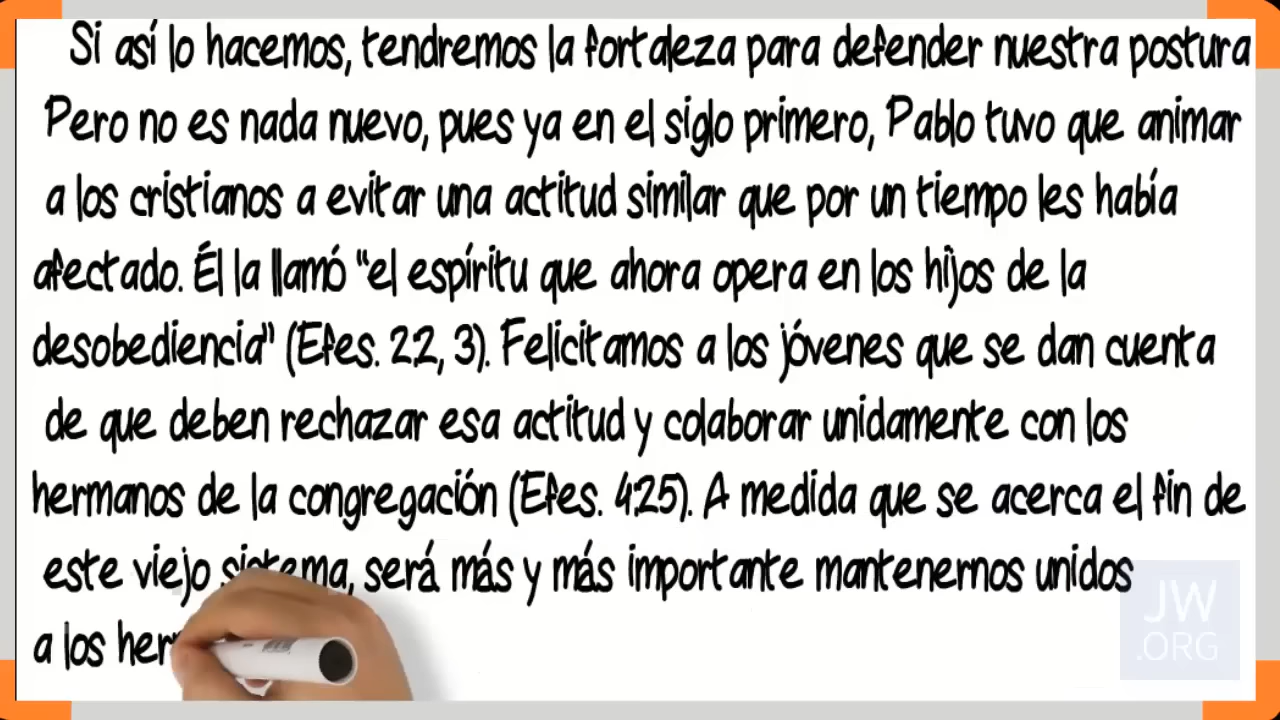 Si así lo hacemos, tendremos la fortaleza para defender nuestra postura
Pero no es nada nuevo, pues ya en el siglo primero, Pablo tuvo que animar
a los cristianos a evitar una actitud similar que por un tiempo les había
afectado. Él la llamó “el espíritu que ahora opera en los hijos de la
desobediencia” (Efes. 2:2, 3). Felicitamos a los jóvenes que se dan cuenta
de que deben rechazar esa actitud y colaborar unidamente con los
hermanos de la congregación (Efes. 4:25). A medida que se acerca el fin de
este viejo sistema, será más y más importante mantenernos unidos
a los
JW
.ORG